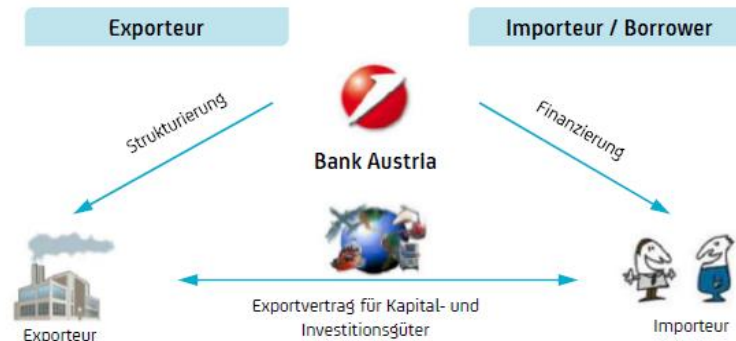 Exporteur
Importeur / Borrower
Strukturierung
Finanzierung
Bank Austria
Exportvertrag für Kapital- und
Investitionsgüter
Exporteur
Importeur